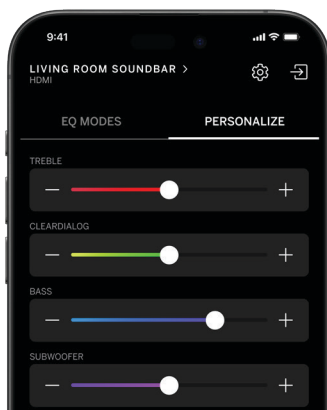 9:41
LIVING ROOM SOUNDBAR >
HDMI
EQ MODES
PERSONALIZE
TREBLE
CLEARDIALOG
BASS
SUBWOOFER